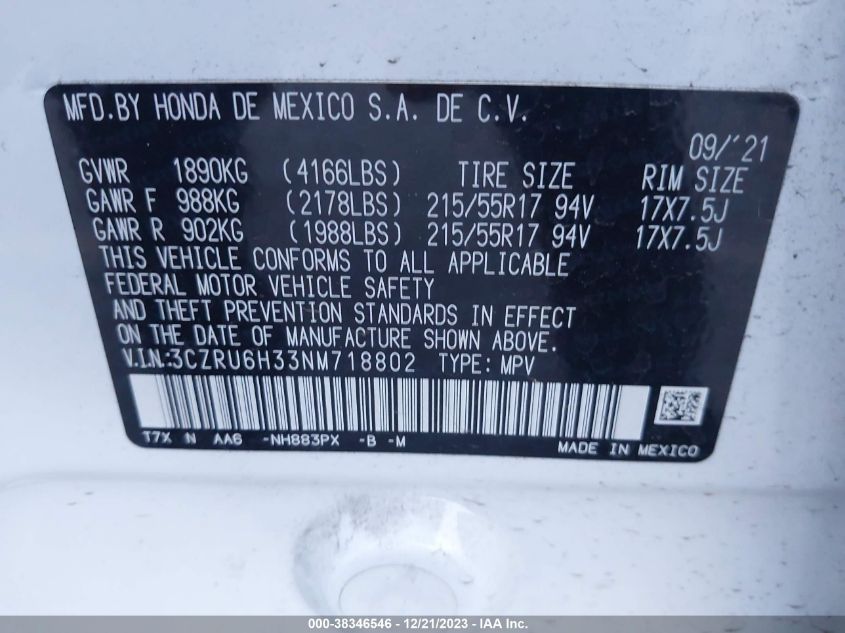 MFD.BY HONDA DE MEXICO S.A. DE C.V.
09/'21
GVWR 1890KG (4166LBS) TIRE SIZE RIM SIZE
GAWR F 988KG (2178LBS) 215/55R17 94V 17X7.5J
GAWR R 902KG (1988LBS) 215/55R17 94V 17X7.5J
THIS VEHICLE CONFORMS TO ALL APPLICABLE
FEDERAL MOTOR VEHICLE SAFETY
AND THEFT PREVENTION STANDARDS IN EFFECT
ON THE DATE OF MANUFACTURE SHOWN ABOVE.
V.I.N.:3CZRU6H33NM718802 TYPE: MPV
T7X N AA6 -NH883PX -B -M
MADE IN MEXICO
000-38346546 - 12/21/2023 - IAA Inc.